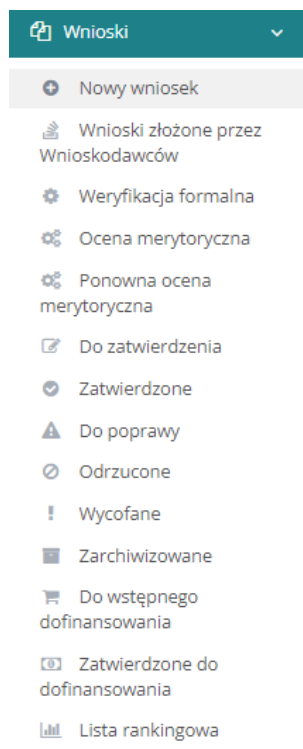 Wnioski
Nowy wniosek
Wnioski złożone przez
Wnioskodawców
Weryfikacja formalna
Ocena merytoryczna
Ponowna ocena
merytoryczna
Do zatwierdzenia
Zatwierdzone
Do poprawy
Odrzucone
Wycofane
Zarchiwizowane
Do wstępnego
dofinansowania
Zatwierdzone do
dofinansowania
Lista rankingowa